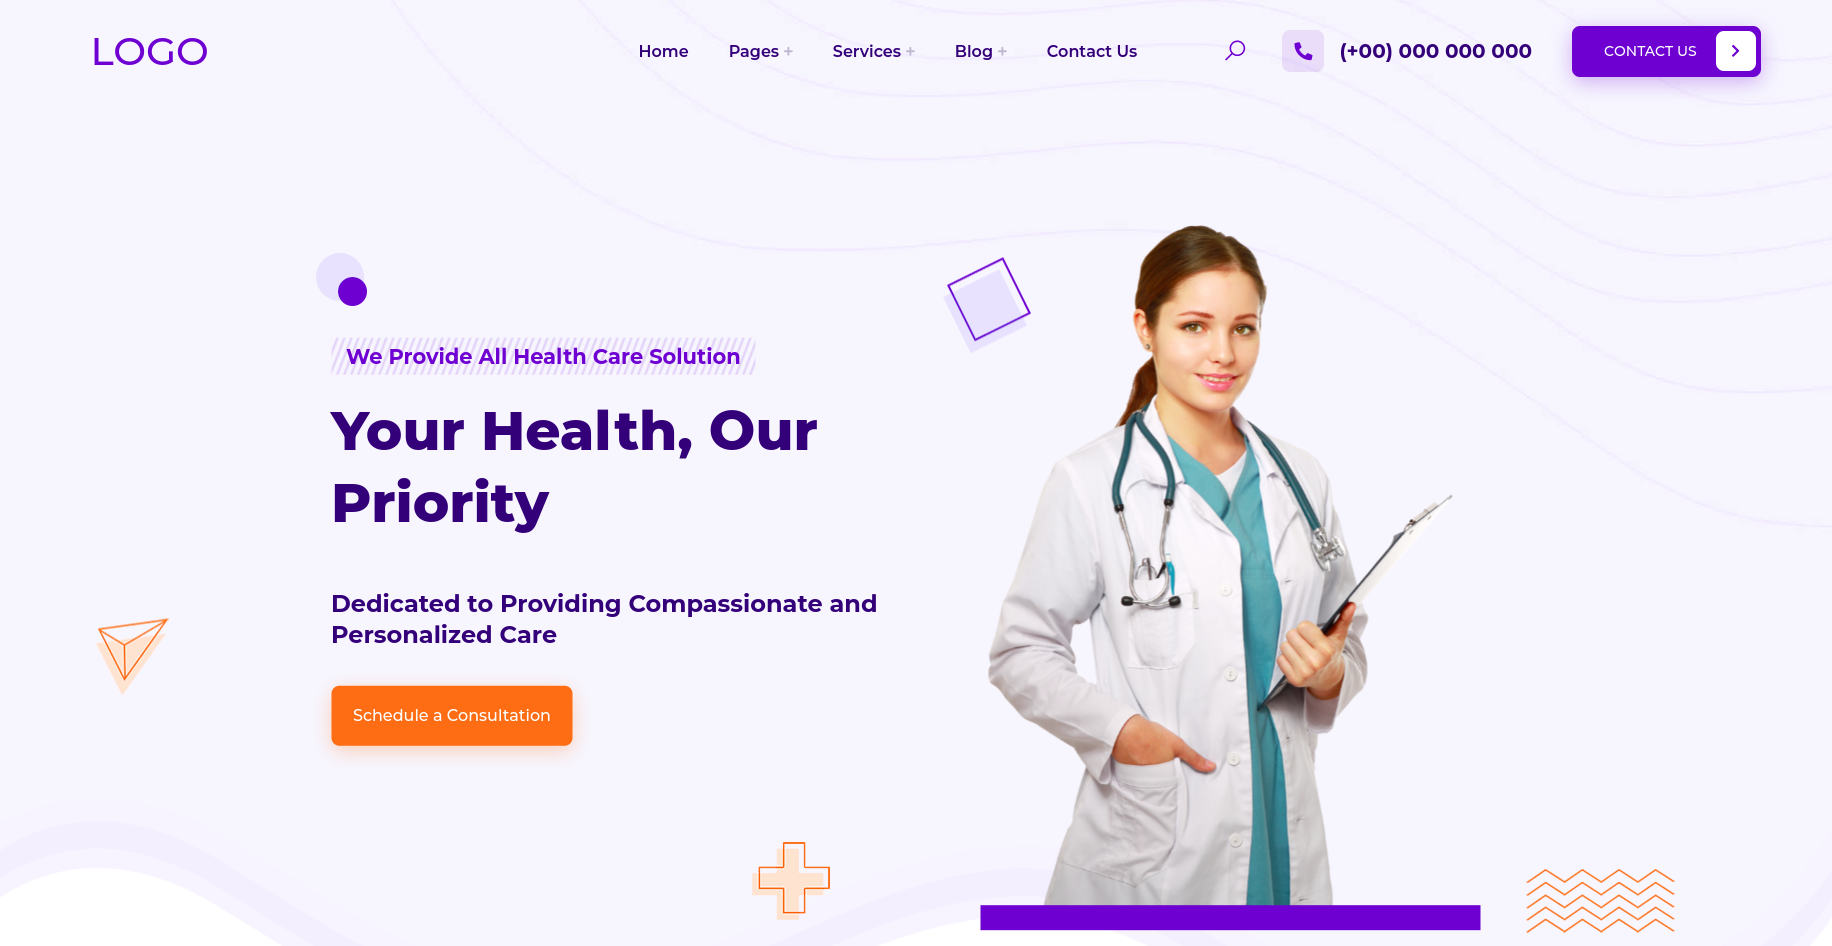 LOGO
Home Pages + Services + Blog + Contact Us
(+00) 000 000 000
CONTACT US
We Provide All Health Care Solution
Your Health, Our
Priority
Dedicated to Providing Compassionate and
Personalized Care
Schedule a Consultation